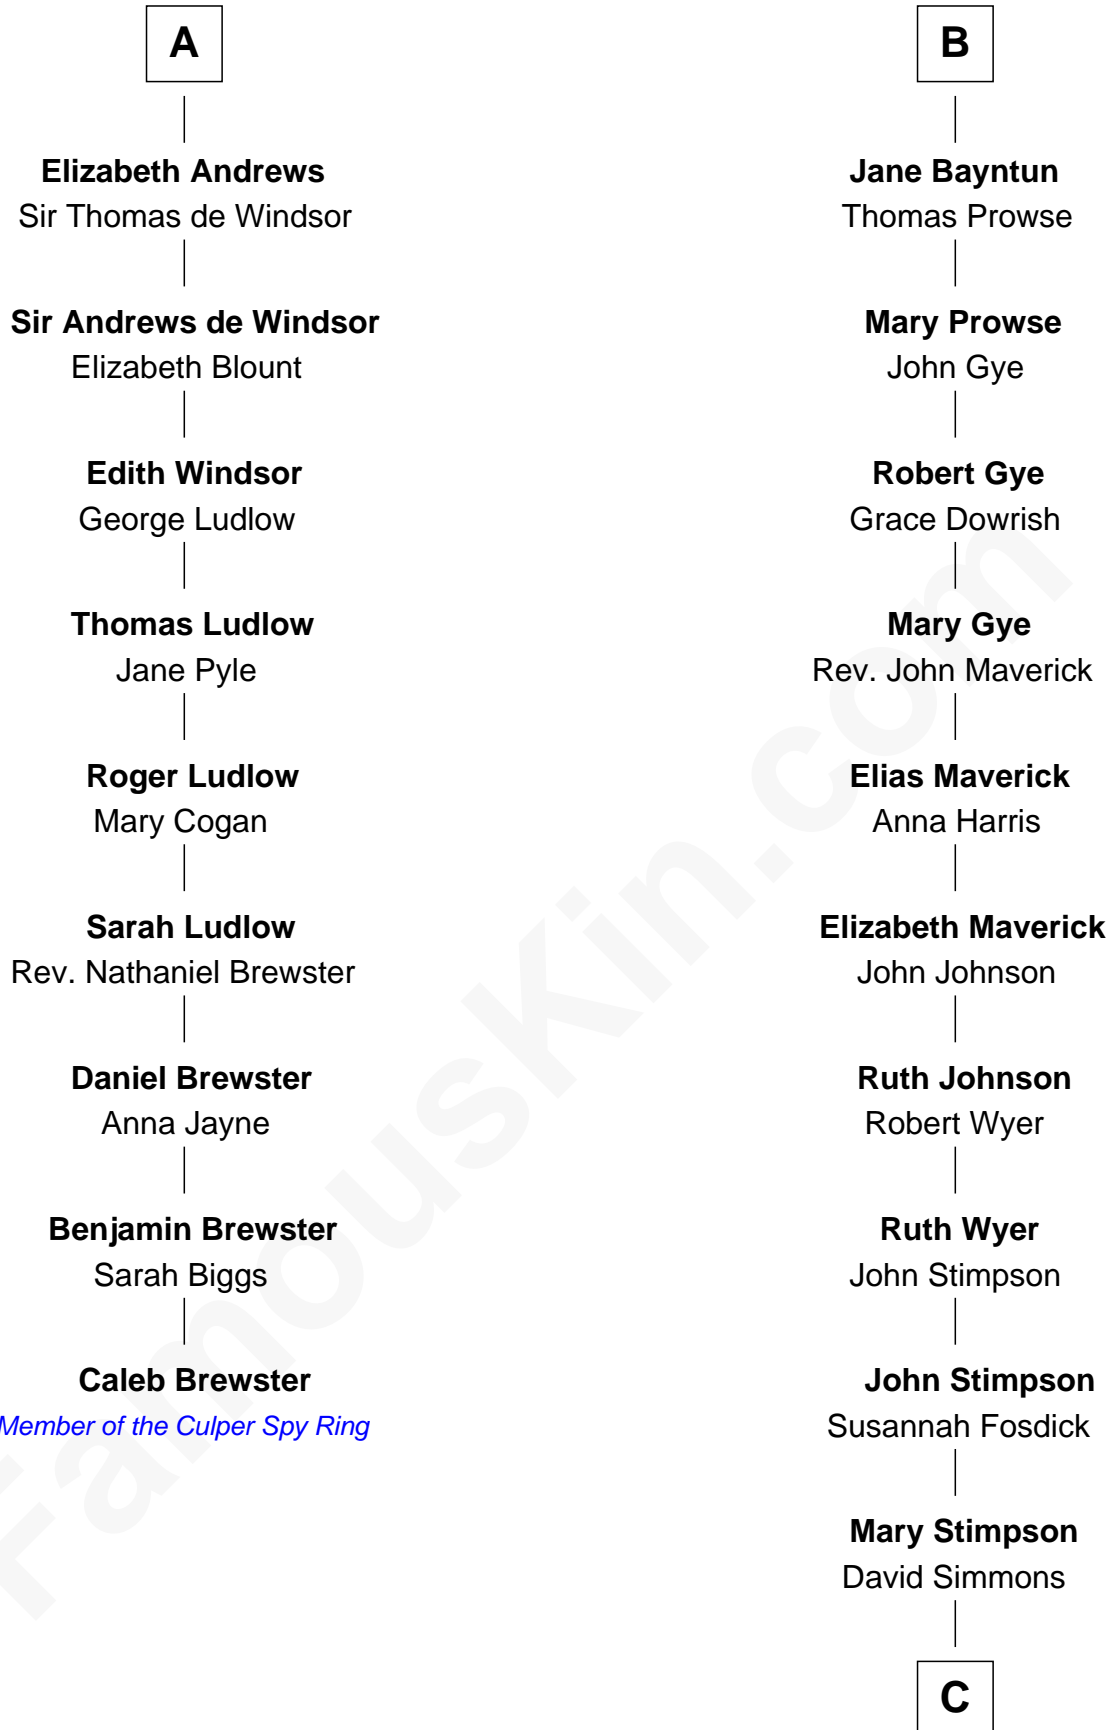 A
Elizabeth Andrews
Sir Thomas de Windsor
Sir Andrews de Windsor
Elizabeth Blount
Edith Windsor
George Ludlow
Thomas Ludlow
Jane Pyle
Roger Ludlow
Mary Cogan
Sarah Ludlow
Rev. Nathaniel Brewster
Daniel Brewster
Anna Jayne
Benjamin Brewster
Sarah Biggs
Caleb Brewster
Member of the Culper Spy Ring
B
Jane Bayntun
Thomas Prowse
Mary Prowse
John Gye
Robert Gye
Grace Dowrish
Mary Gye
Rev. John Maverick
Elias Maverick
Anna Harris
Elizabeth Maverick
John Johnson
Ruth Johnson
Robert Wyer
Ruth Wyer
John Stimpson
John Stimpson
Susannah Fosdick
Mary Stimpson
David Simmons
C
FamousKin.com